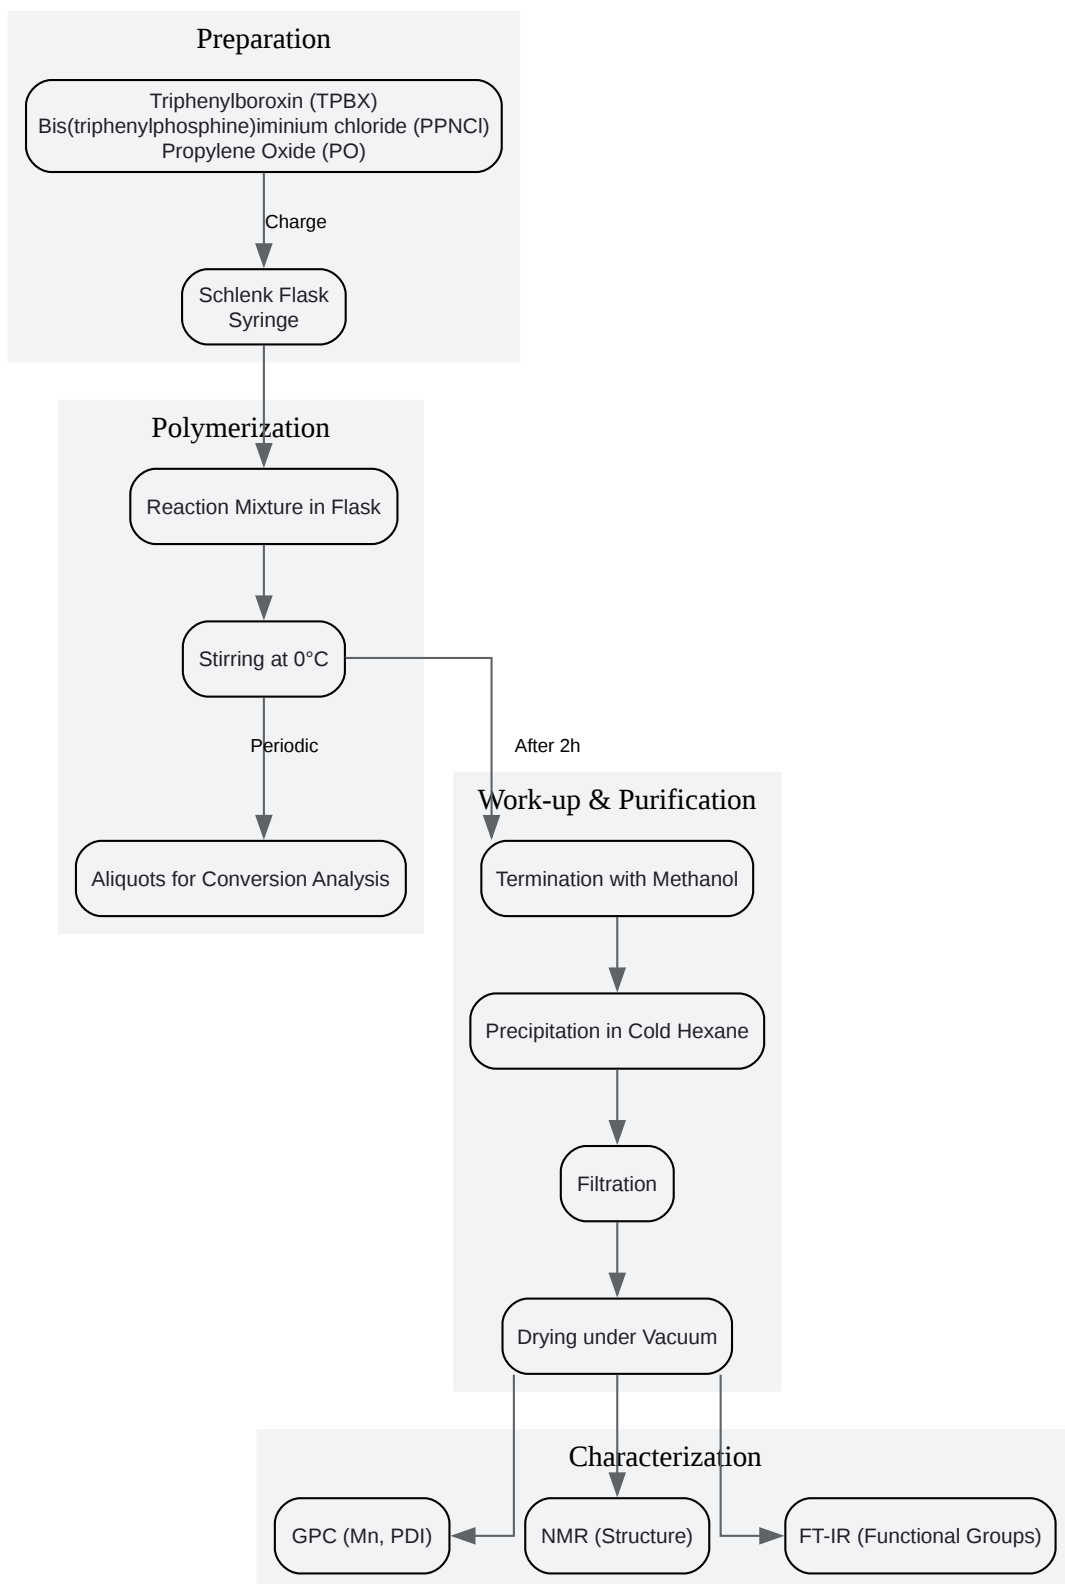 Preparation
Triphenylboroxin (TPBX)
Bis(triphenylphosphine)iminium chloride (PPNCl)
Propylene Oxide (PO)
Charge
Schlenk Flask
Syringe
Polymerization
Reaction Mixture in Flask
Stirring at 0°C
Periodic
After 2h
Aliquots for Conversion Analysis
Work-up & Purification
Termination with Methanol
Precipitation in Cold Hexane
Filtration
Drying under Vacuum
Characterization
GPC (Mn, PDI)
NMR (Structure)
FT-IR (Functional Groups)